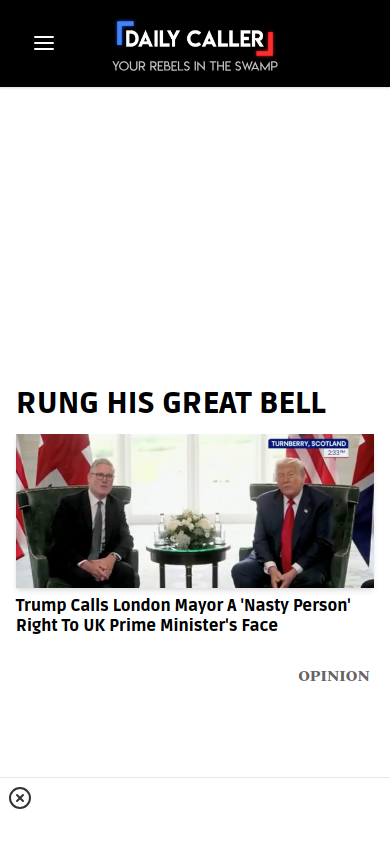 DAILY CALLER
YOUR REBELS IN THE SWAMP
RUNG HIS GREAT BELL
TURNBERRY, SCOTLAND
2:33 PM
Trump Calls London Mayor A 'Nasty Person'
Right To UK Prime Minister's Face
OPINION